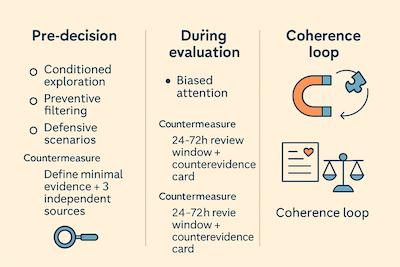 Pre-decision
Conditioned
exploration
Preventive
filtering
Defensive
scenarios
Countermeasure
Define minimal
evidence + 3
independent
sources
During
evaluation
Biased
attention
Countermeasure
24-72h review
window +
counterevidence
card
Countermeasure
24–72h revie
window +
counterevidence
card
Coherence
loop
Coherence loop